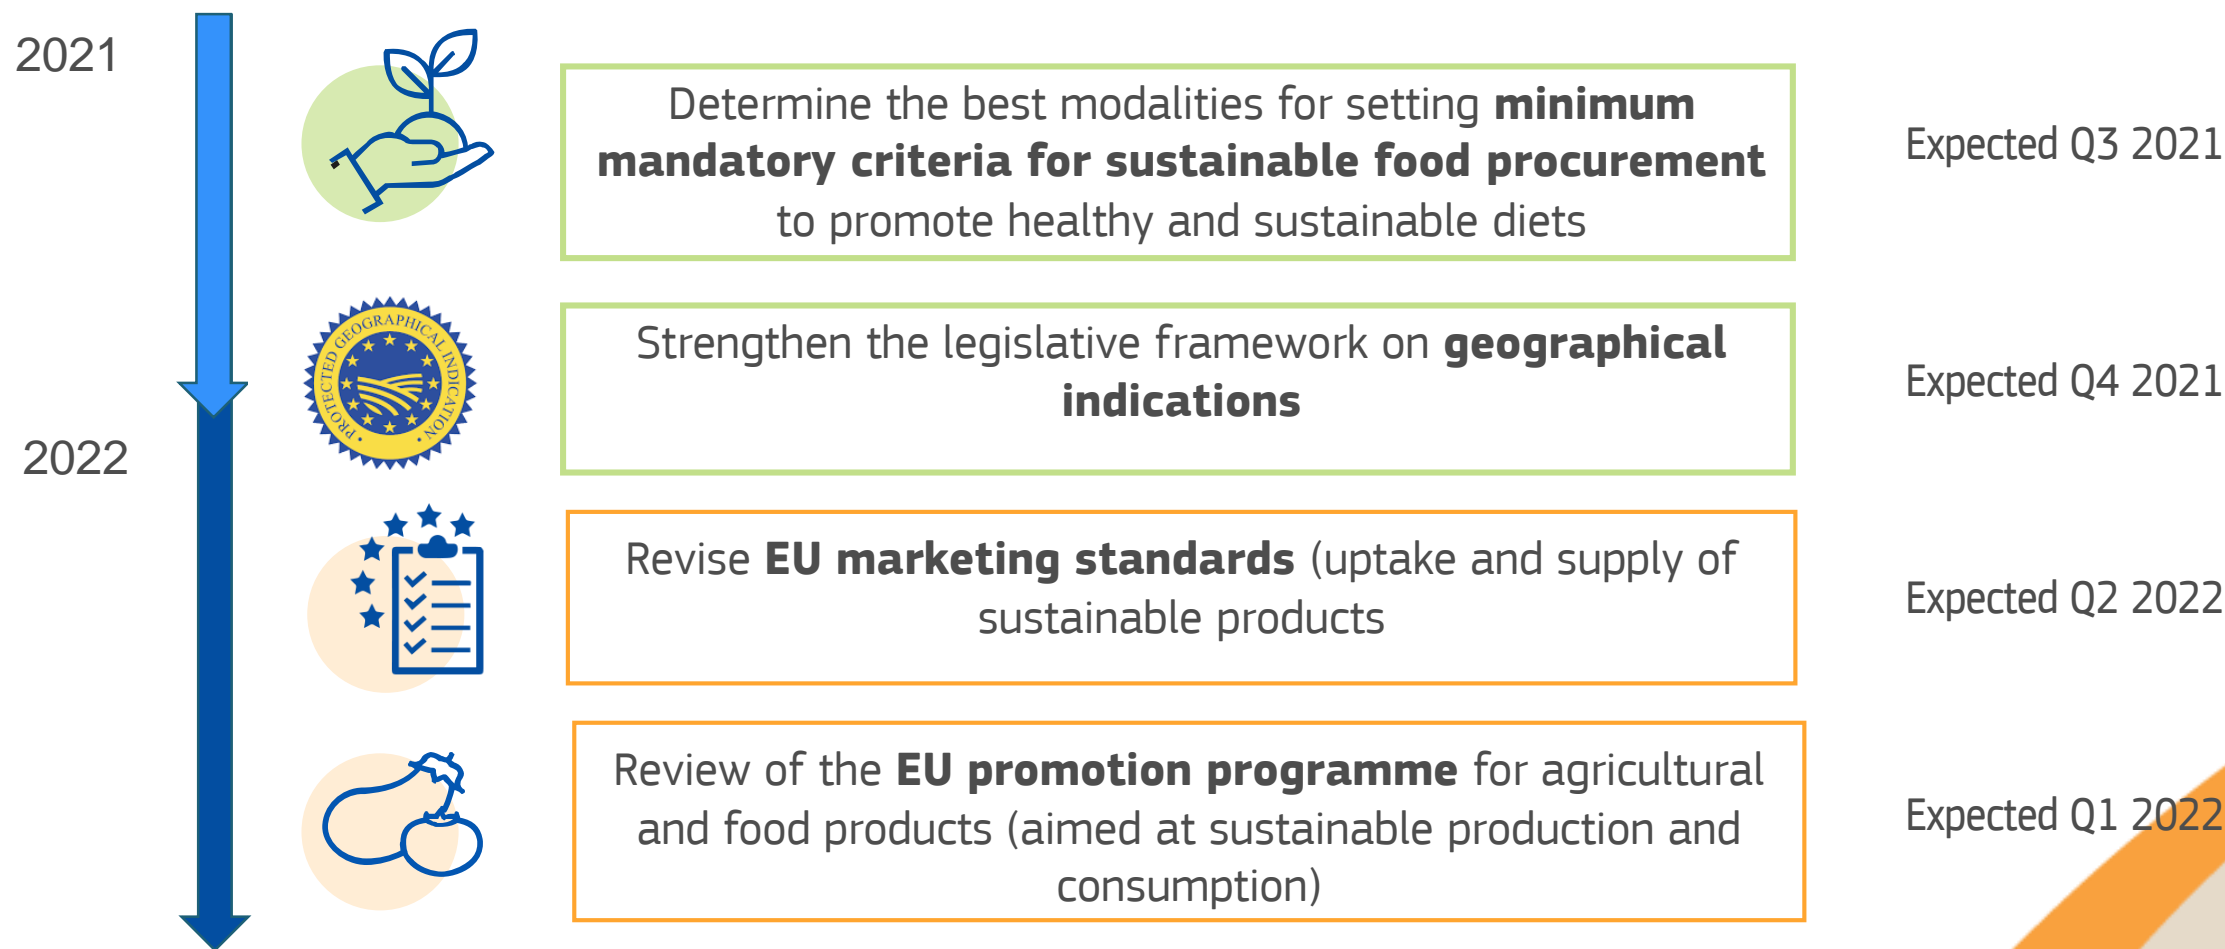 2021
Determine the best modalities for setting minimum
mandatory criteria for sustainable food procurement
to promote healthy and sustainable diets
Expected Q3 2021
PROTECTED GEOGRAPHICAL INDICATION
Strengthen the legislative framework on geographical
indications
Expected Q4 2021
2022
Revise EU marketing standards (uptake and supply of
sustainable products
Expected Q2 2022
Review of the EU promotion programme for agricultural
and food products (aimed at sustainable production and
consumption)
Expected Q1 2022